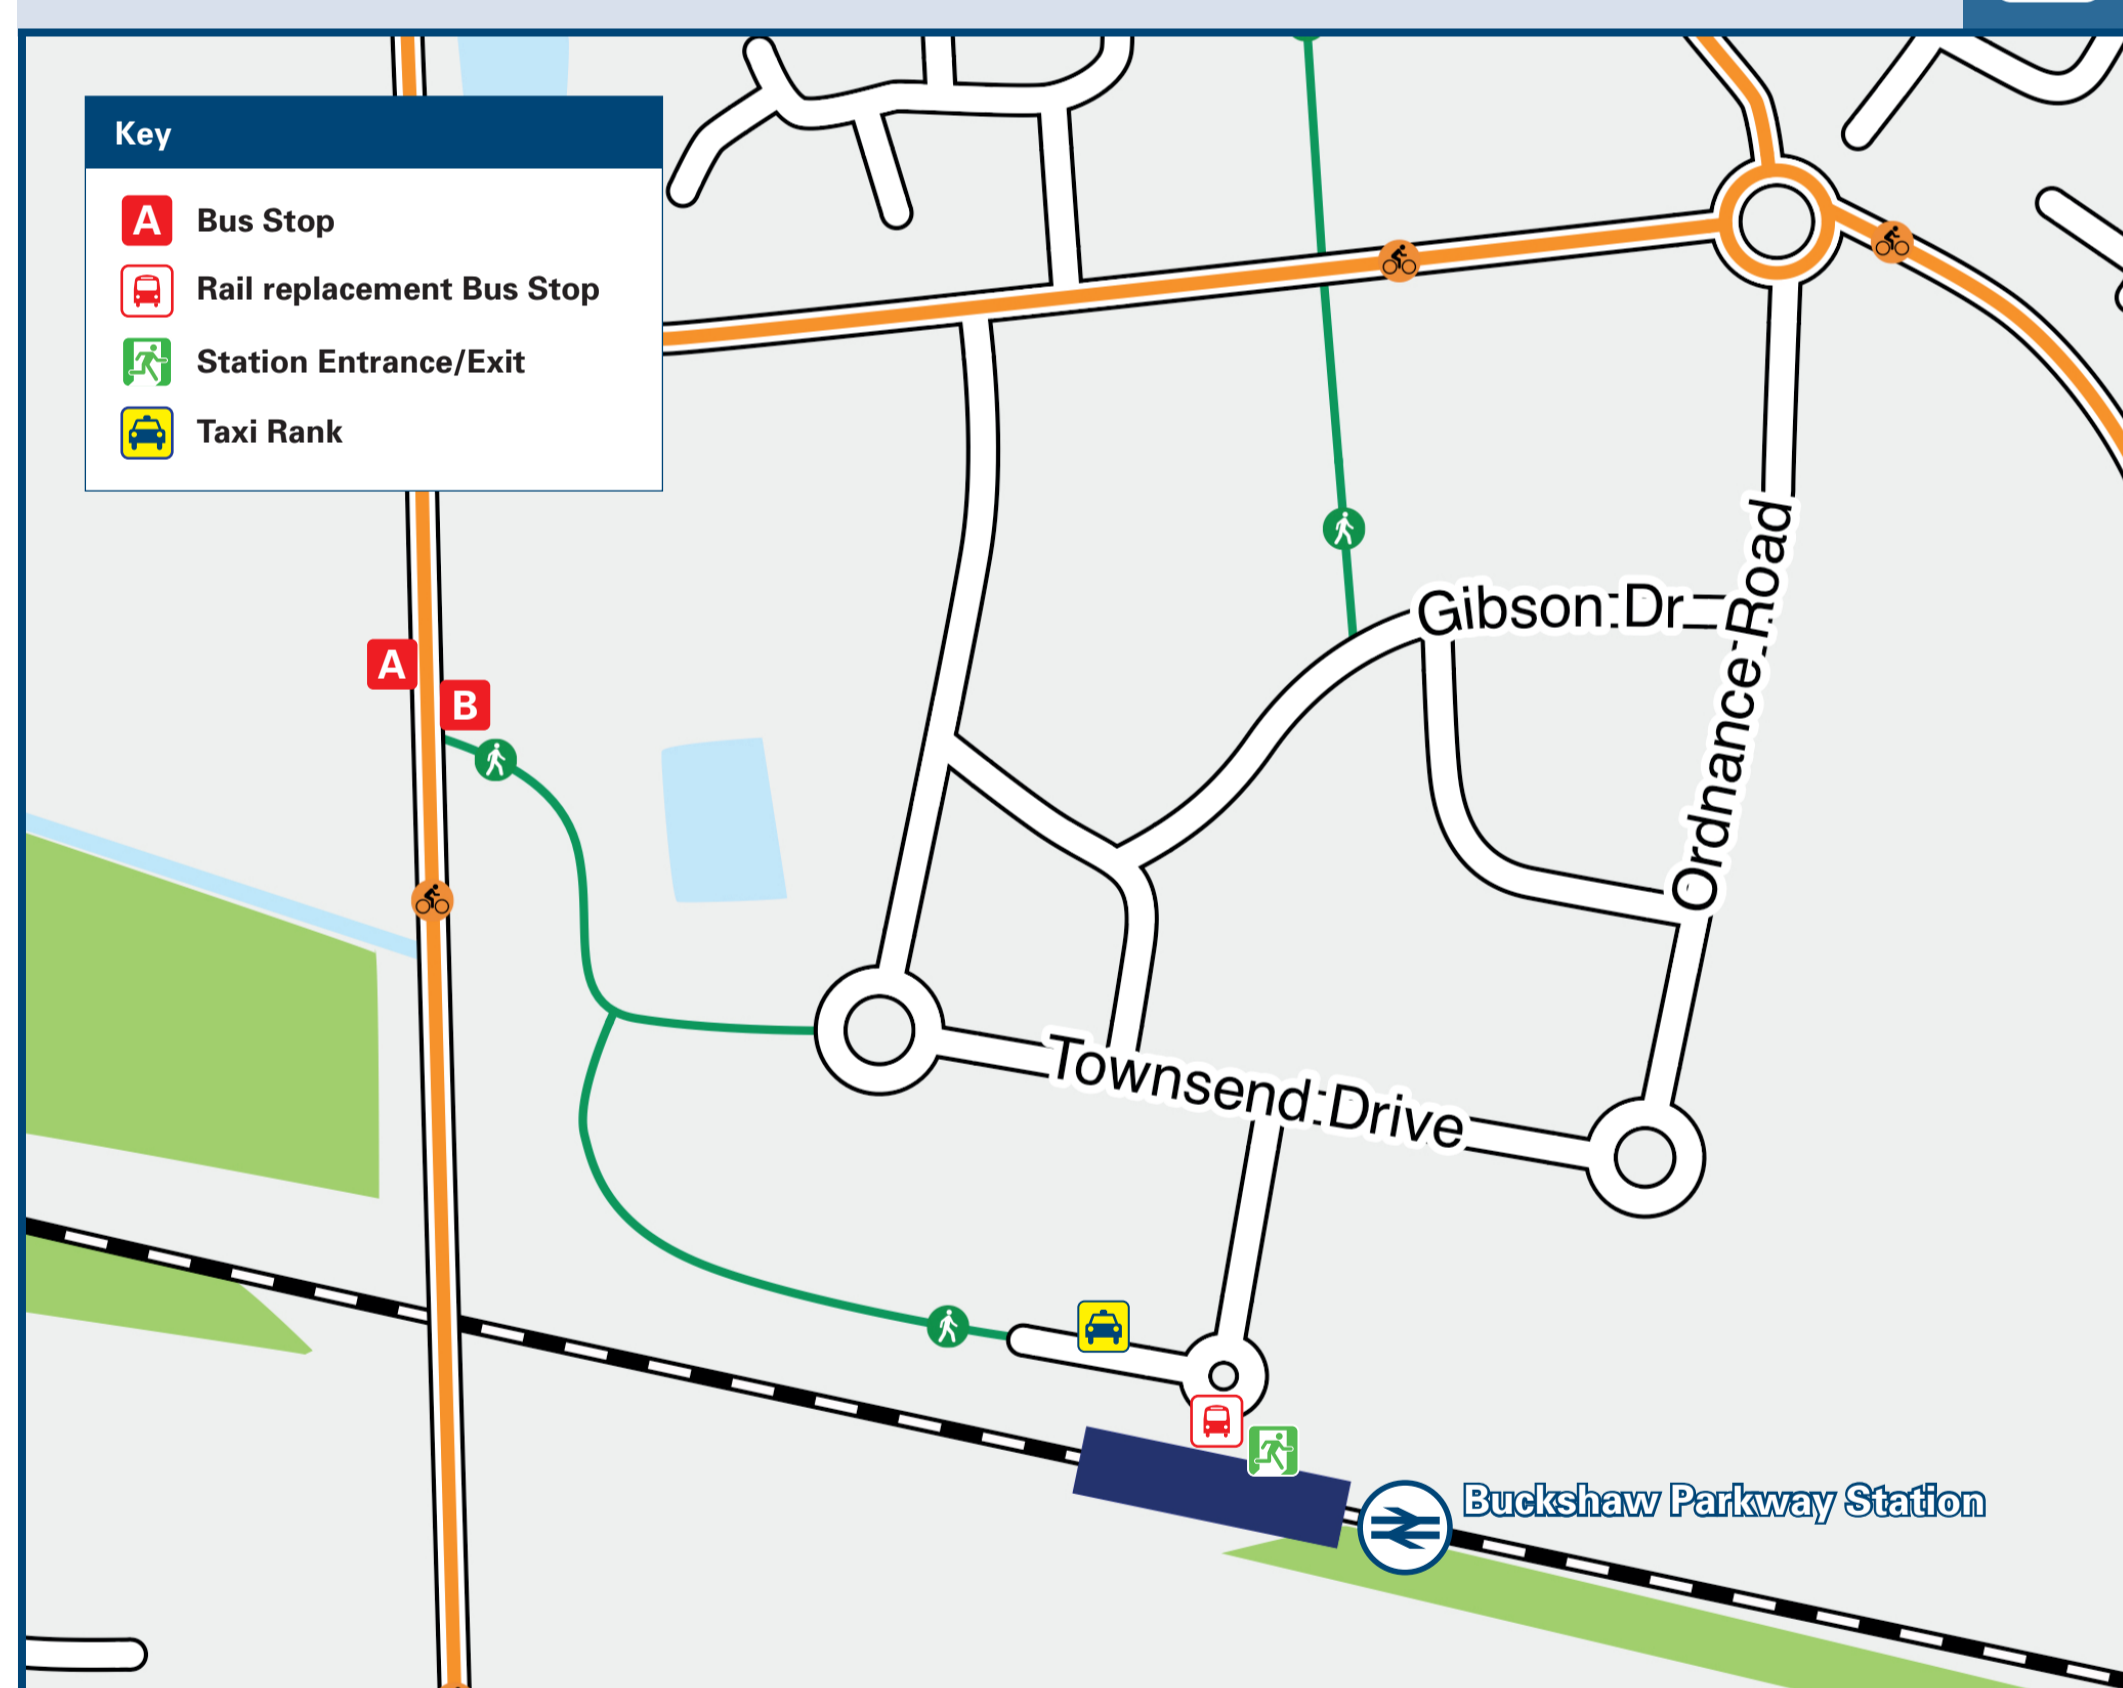 Key
A Bus Stop
Rail replacement Bus Stop
Station Entrance/Exit
Taxi Rank
Gibson Dr
Ordnance Road
A
B
Townsend Drive
Buckshaw Parkway Station